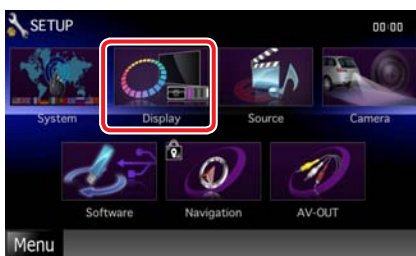 SETUP
00:00
System
Display
Source
Camera
Software
Navigation
AV-OUT
Menu